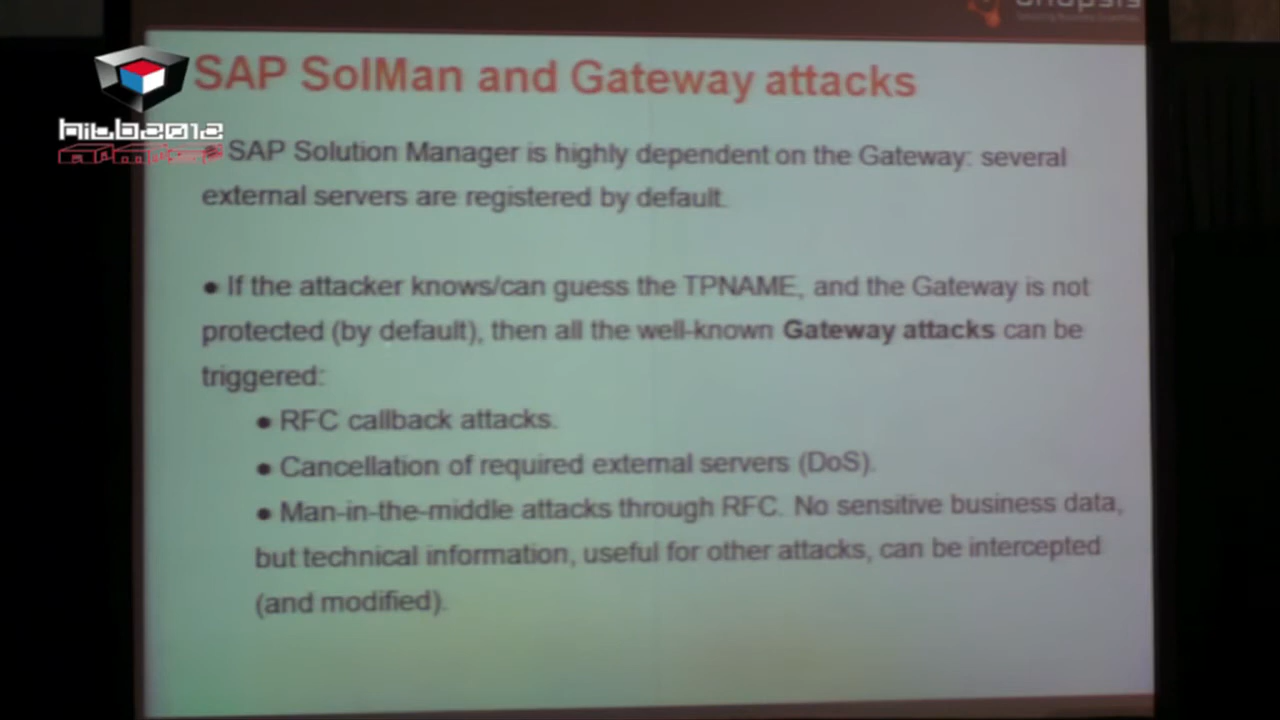 SAP SolMan and Gateway attacks
hitb2012
• SAP Solution Manager is highly dependent on the Gateway: several
external servers are registered by default.
• If the attacker knows/can guess the TPNAME, and the Gateway is not
protected (by default), then all the well-known Gateway attacks can be
triggered:
• RFC callback attacks.
• Cancellation of required external servers (DoS).
• Man-in-the-middle attacks through RFC. No sensitive business data,
but technical information, useful for other attacks, can be intercepted
(and modified).